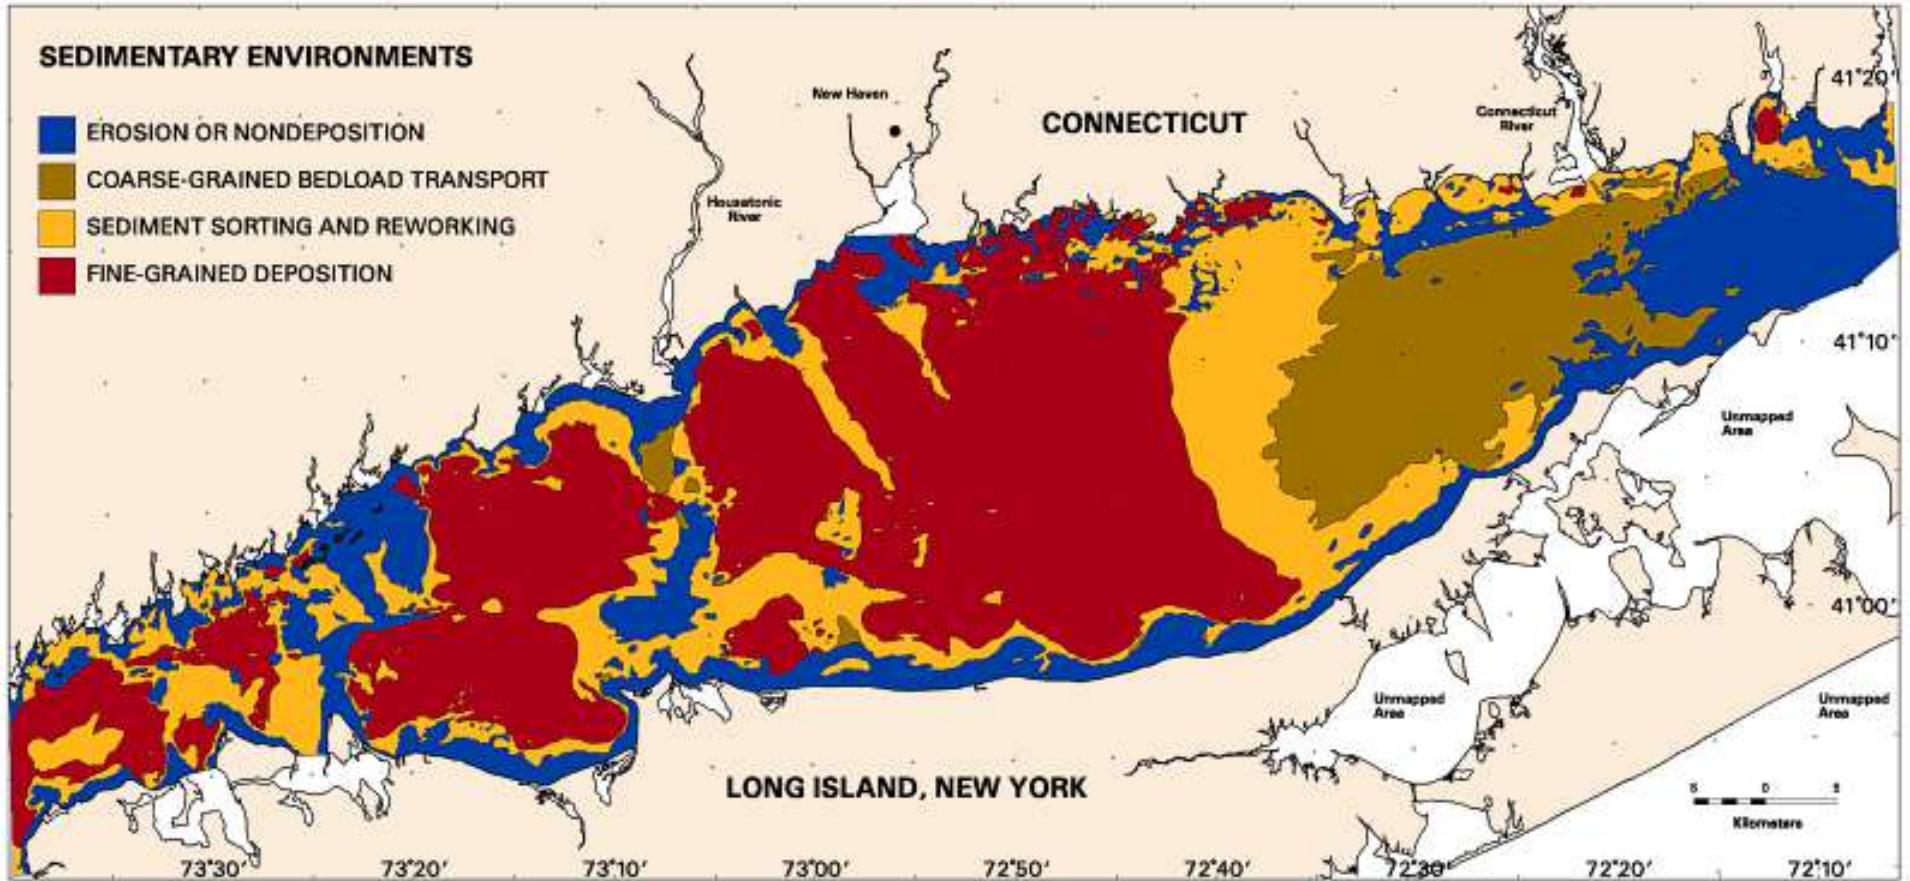 SEDIMENTARY ENVIRONMENTS
EROSION OR NONDEPOSITION
COARSE-GRAINED BEDLOAD TRANSPORT
SEDIMENT SORTING AND REWORKING
FINE-GRAINED DEPOSITION
New Haven
CONNECTICUT
Connecticut
River
41°20'
Housatonic
River
41°10'
Unmapped
Area
41°00'
Unmapped
Area
Unmapped
Area
LONG ISLAND, NEW YORK
5 0 5
Kilometers
73°30' 73°20' 73°10' 73°00' 72°50' 72°40' 72°30' 72°20' 72°10'